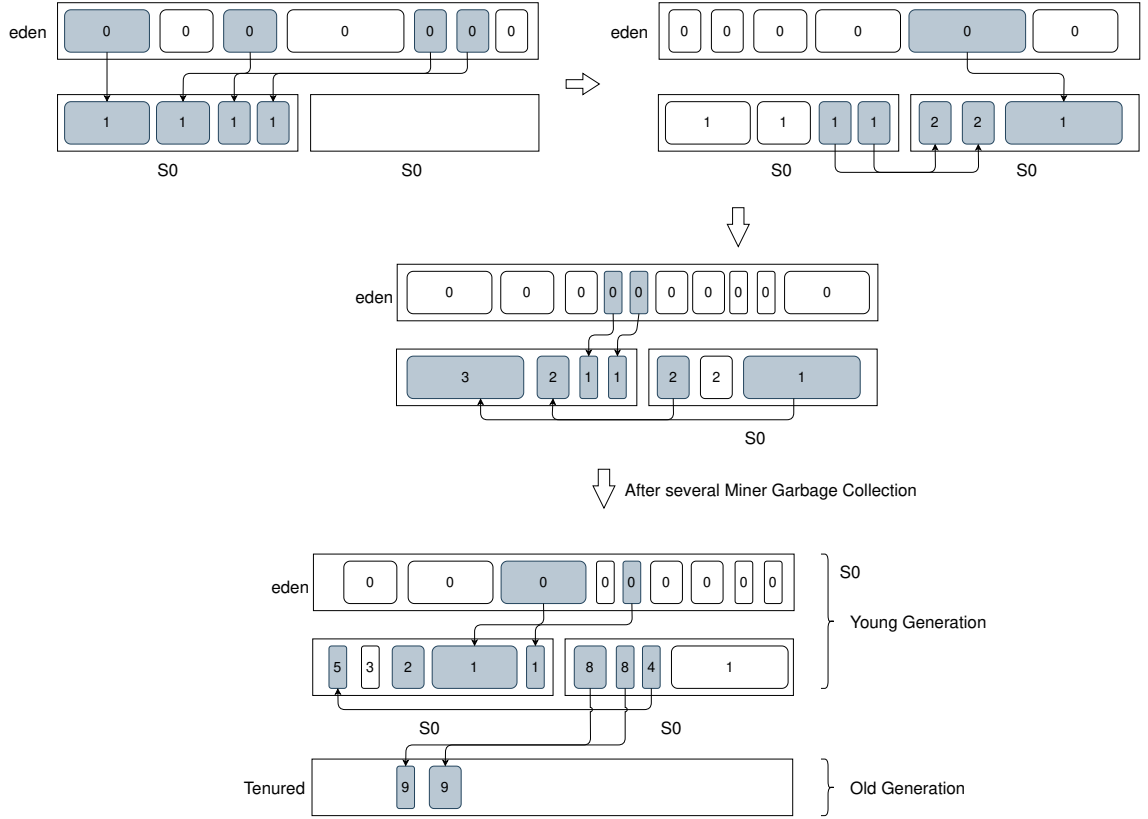 eden 0 0 0 0 0 0 0
1 1 1 1
S0 S0
eden 0 0 0 0 0 0
1 1 1 1 2 2 1
S0 S0
eden 0 0 0 0 0 0 0 0 0 0
3 2 1 1 2 2 1
S0
After several Miner Garbage Collection
eden 0 0 0 0 0 0 0 0 0
S0
Young Generation
5 3 2 1 1 8 8 4 1
S0 S0
Tenured 9 9
Old Generation